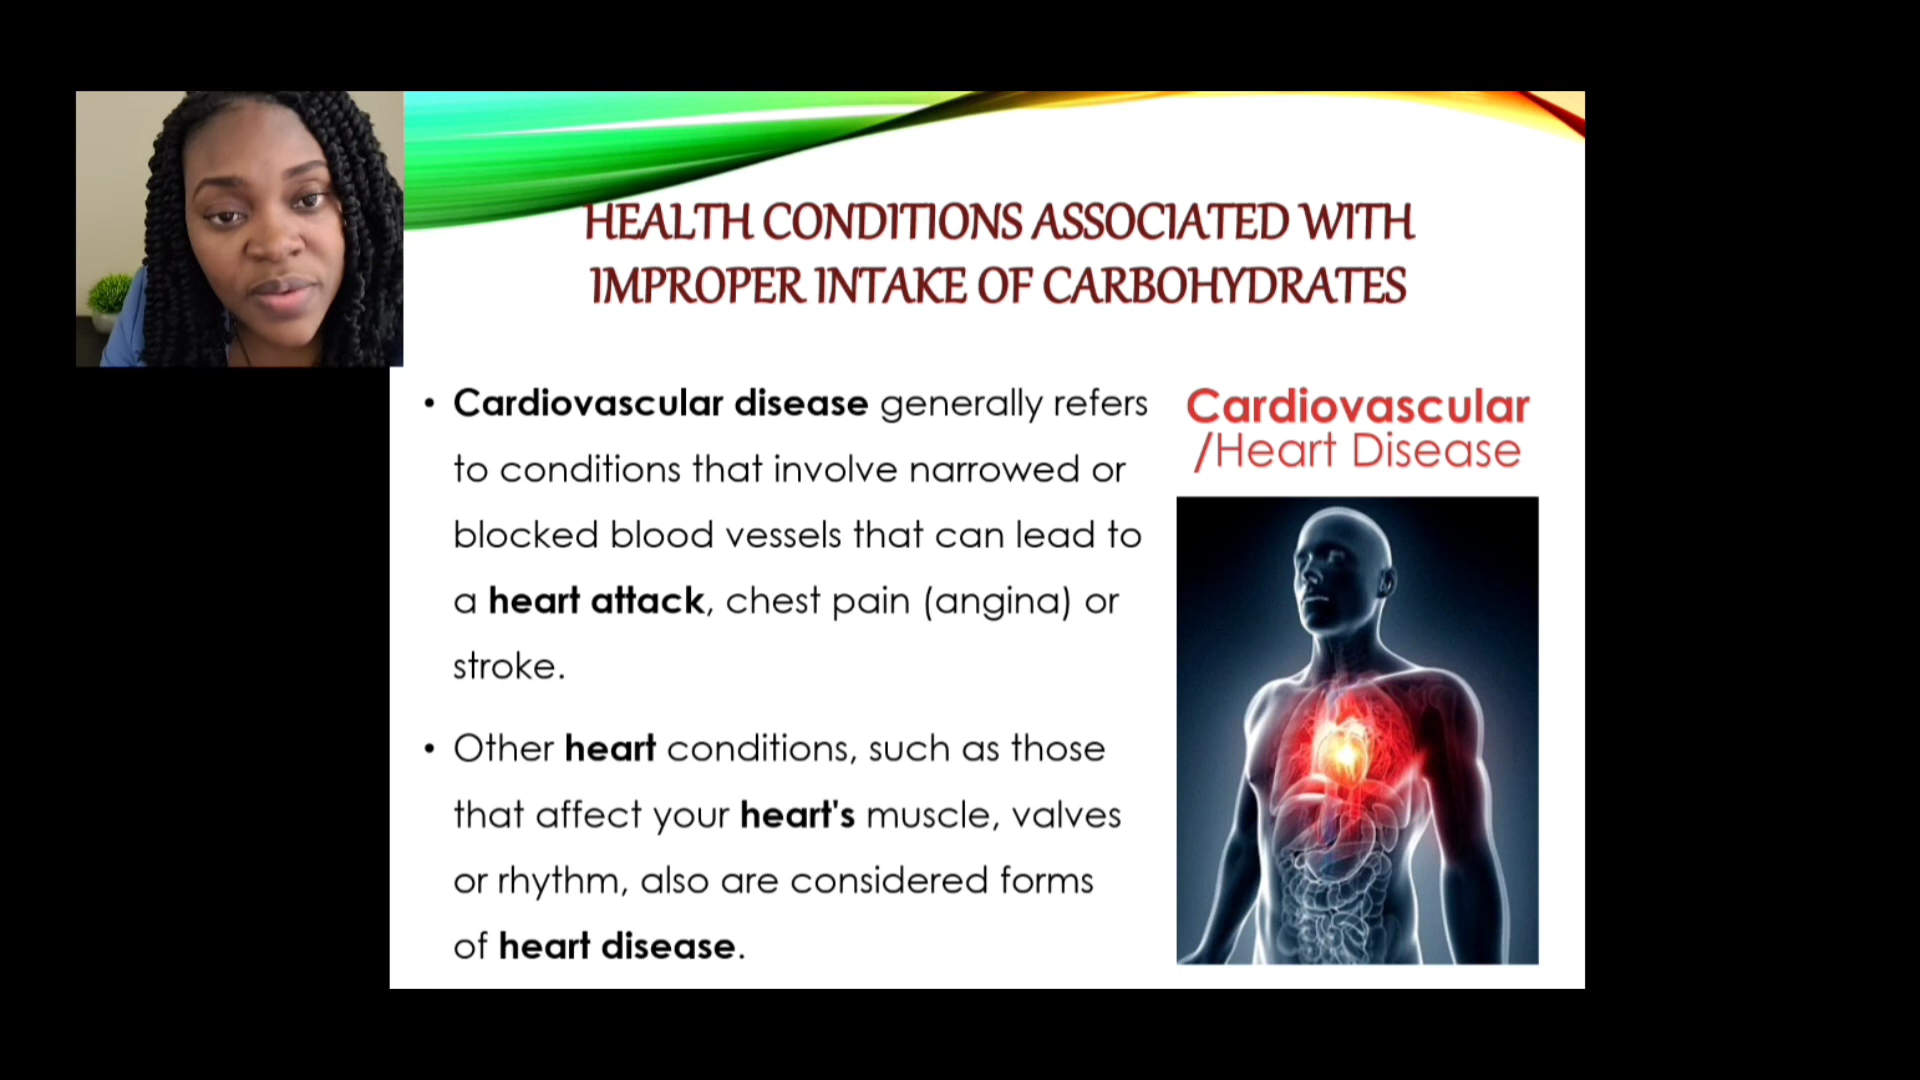 HEALTH CONDITIONS ASSOCIATED WITH
IMPROPER INTAKE OF CARBOHYDRATES
• Cardiovascular disease generally refers
to conditions that involve narrowed or
blocked blood vessels that can lead to
a heart attack, chest pain (angina) or
stroke.
• Other heart conditions, such as those
that affect your heart's muscle, valves
or rhythm, also are considered forms
of heart disease.
Cardiovascular
/Heart Disease